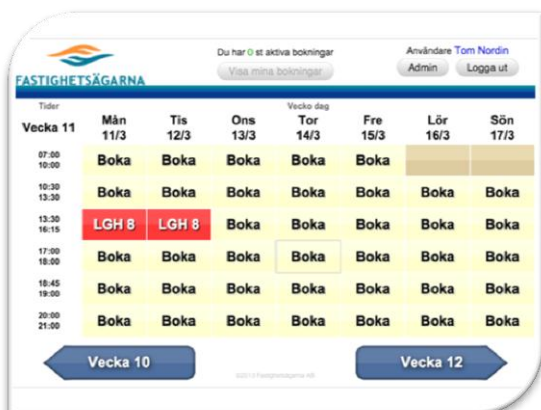 FASTIGHETSÄGARNA
Du har 0 st aktiva bokningar
Visa mina bokningar
Användare Tom Nordin
Admin Logga ut
Tider Vecko dag
Vecka 11 Mån Tis Ons Tor Fre Lör Sön
11/3 12/3 13/3 14/3 15/3 16/3 17/3
07:00 Boka Boka Boka Boka Boka
10:00
10:30 Boka Boka Boka Boka Boka Boka Boka
13:30
13:30 LGH 8 LGH 8 Boka Boka Boka Boka Boka
16:15
17:00 Boka Boka Boka Boka Boka Boka Boka
18:00
18:45 Boka Boka Boka Boka Boka Boka Boka
19:00
20:00 Boka Boka Boka Boka Boka Boka Boka
21:00
Vecka 10 Vecka 12